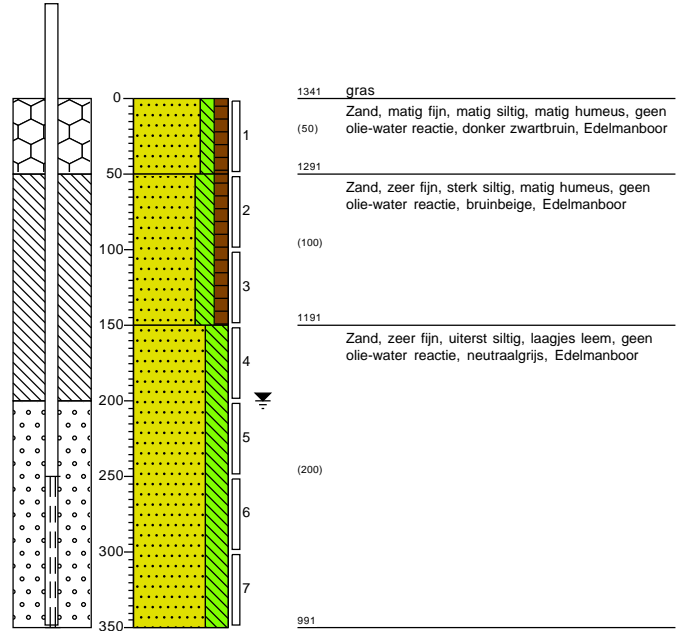 1341 gras
0
Zand, matig fijn, matig siltig, matig humeus, geen
(50) olie-water reactie, donker zwartbruin, Edelmanboor
1
50
1291
Zand, zeer fijn, sterk siltig, matig humeus, geen
olie-water reactie, bruinbeige, Edelmanboor
2
100
(100)
3
150
1191
Zand, zeer fijn, uiterst siltig, laagjes leem, geen
olie-water reactie, neutraalgrijs, Edelmanboor
4
200
5
250
(200)
6
300
7
350
991